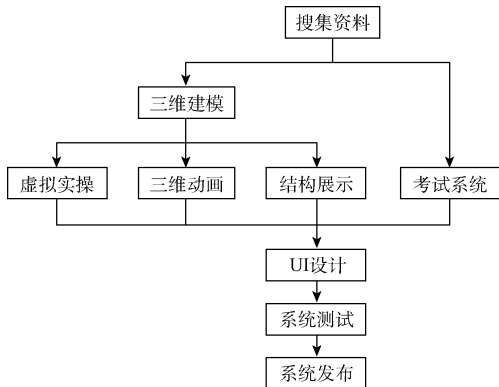 搜集资料
三维建模
虚拟实操
三维动画
结构展示
考试系统
UI设计
系统测试
系统发布